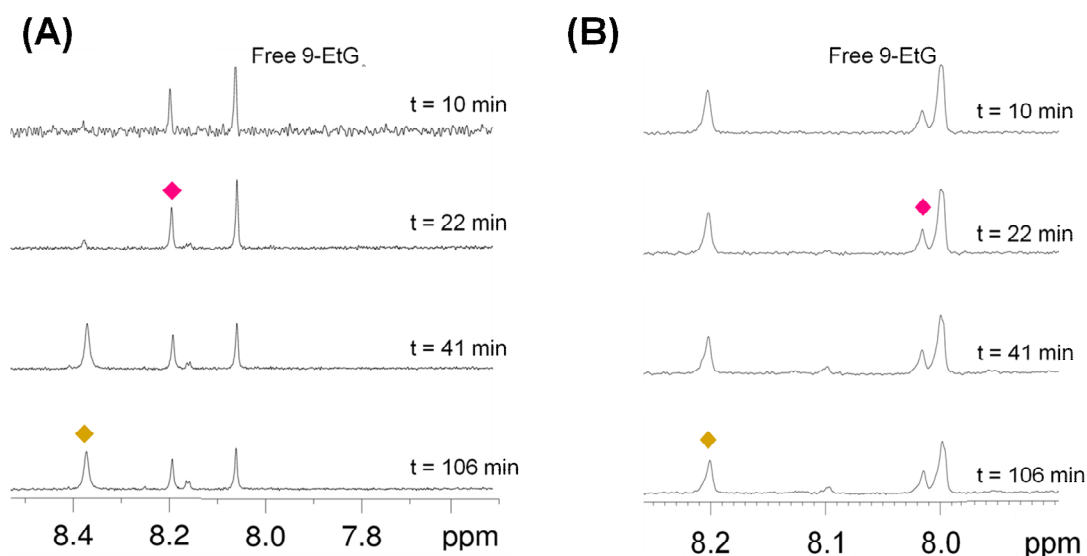 (A)
Free 9-EtG
t = 10 min
t = 22 min
t = 41 min
t = 106 min
8.4 8.2 8.0 7.8 ppm
(B)
Free 9-EtG
t = 10 min
t = 22 min
t = 41 min
t = 106 min
8.2 8.1 8.0 ppm